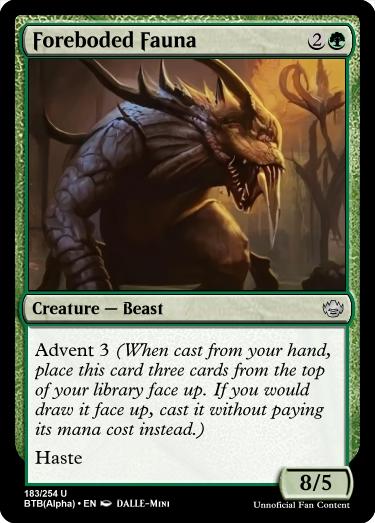 Foreboded Fauna 2
Creature — Beast
Advent 3 (When cast from your hand,
place this card three cards from the top
of your library face up. If you would
draw it face up, cast it without paying
its mana cost instead.)
Haste
8/5
183/254 U
BTB(Alpha) • EN DALLE-Mini
Unofficial Fan Content